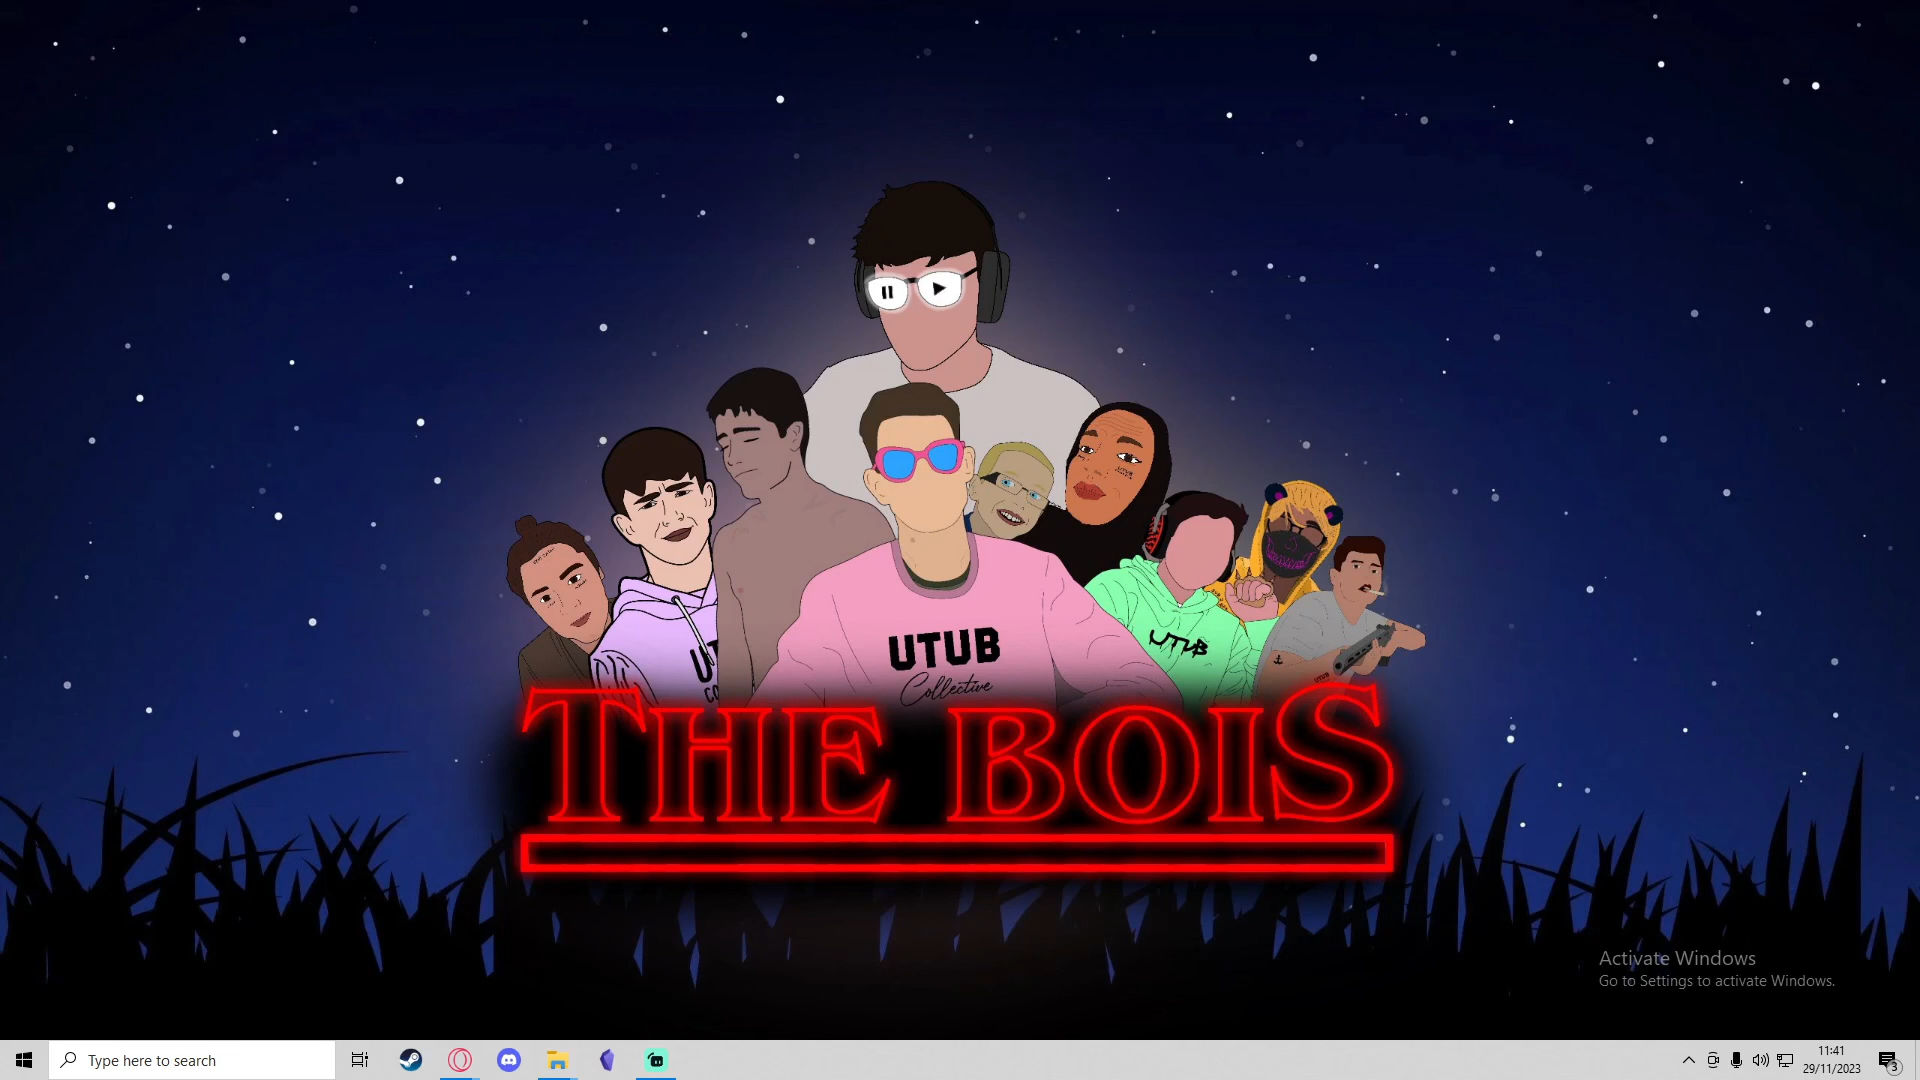 UTUB
Collective
UTUB
THE BOIS
Activate Windows
Go to Settings to activate Windows.
Type here to search
11:41
29/11/2023
3